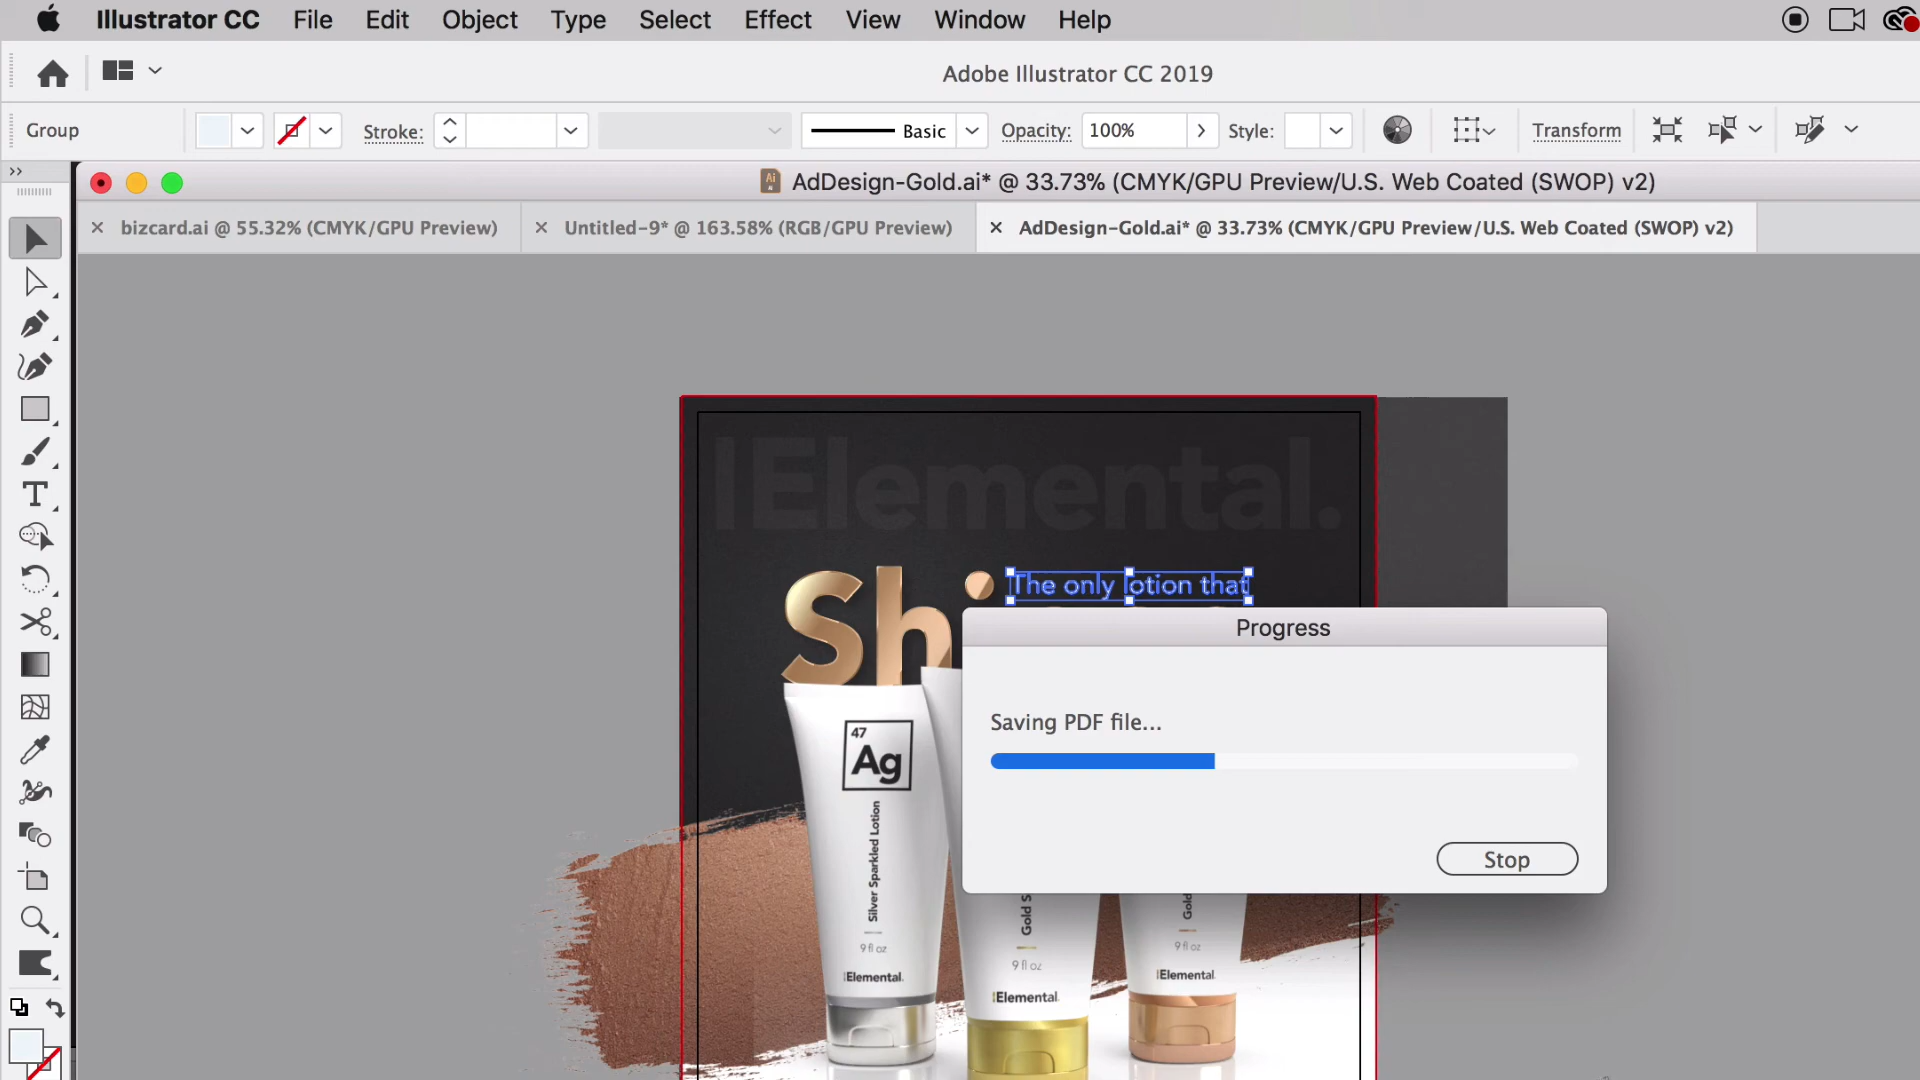 Illustrator CC File Edit Object Type Select Effect View Window Help
Adobe Illustrator CC 2019
Group Stroke: Basic Opacity: 100% Style: Transform
AdDesign-Gold.ai* @ 33.73% (CMYK/GPU Preview/U.S. Web Coated (SWOP) v2)
bizcard.ai @ 55.32% (CMYK/GPU Preview) Untitled-9* @ 163.58% (RGB/GPU Preview) AdDesign-Gold.ai* @ 33.73% (CMYK/GPU Preview/U.S. Web Coated (SWOP) v2)
Elemental.
The only lotion that
Shi
Progress
Saving PDF file...
Stop
47
Ag
Silver Sparkled Lotion
9 fl oz
Elemental.
Gold S
9 fl oz
Elemental.
Gold
9 fl oz
Elemental.